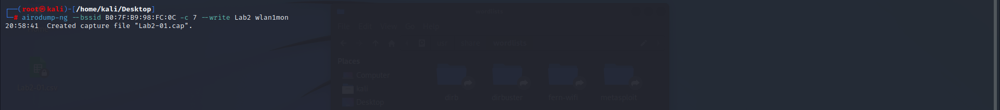 ┌──(root㉿kali)-[/home/kali/Desktop]
└─# airodump-ng --bssid B0:7F:B9:98:FC:0C -c 7 --write Lab2 wlan1mon
20:58:41  Created capture file "Lab2-01.cap".
wordlists
File Edit View Go Help
usr share wordlists
Places
Computer
kali
Desktop
dirb dirbuster fern-wifi metasploit
Lab2-01.csv